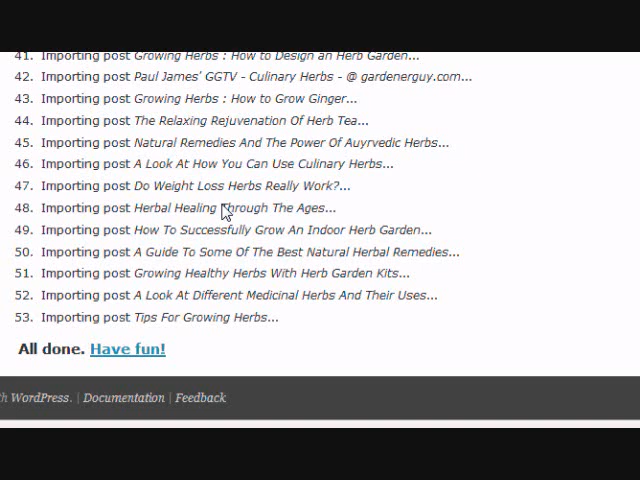 41. Importing post Growing Herbs : How to Design an Herb Garden...
42. Importing post Paul James' GGTV - Culinary Herbs - @ gardenerguy.com...
43. Importing post Growing Herbs : How to Grow Ginger...
44. Importing post The Relaxing Rejuvenation Of Herb Tea...
45. Importing post Natural Remedies And The Power Of Auyrvedic Herbs...
46. Importing post A Look At How You Can Use Culinary Herbs...
47. Importing post Do Weight Loss Herbs Really Work?...
48. Importing post Herbal Healing Through The Ages...
49. Importing post How To Successfully Grow An Indoor Herb Garden...
50. Importing post A Guide To Some Of The Best Natural Herbal Remedies...
51. Importing post Growing Healthy Herbs With Herb Garden Kits...
52. Importing post A Look At Different Medicinal Herbs And Their Uses...
53. Importing post Tips For Growing Herbs...
All done. Have fun!
th WordPress. | Documentation | Feedback